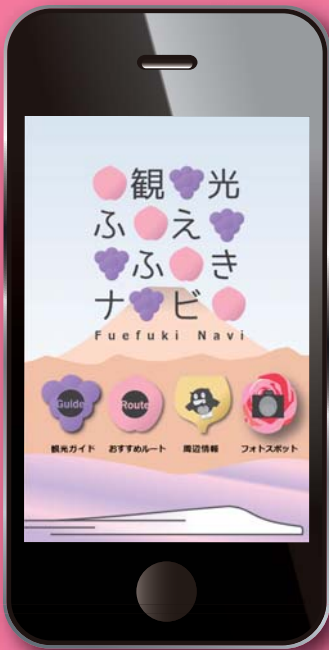 観光
ふえ
ふき
ナビ
Fuefuki Navi
Guide
Route
観光ガイド
おすすめルート
周辺情報
フォトスポット